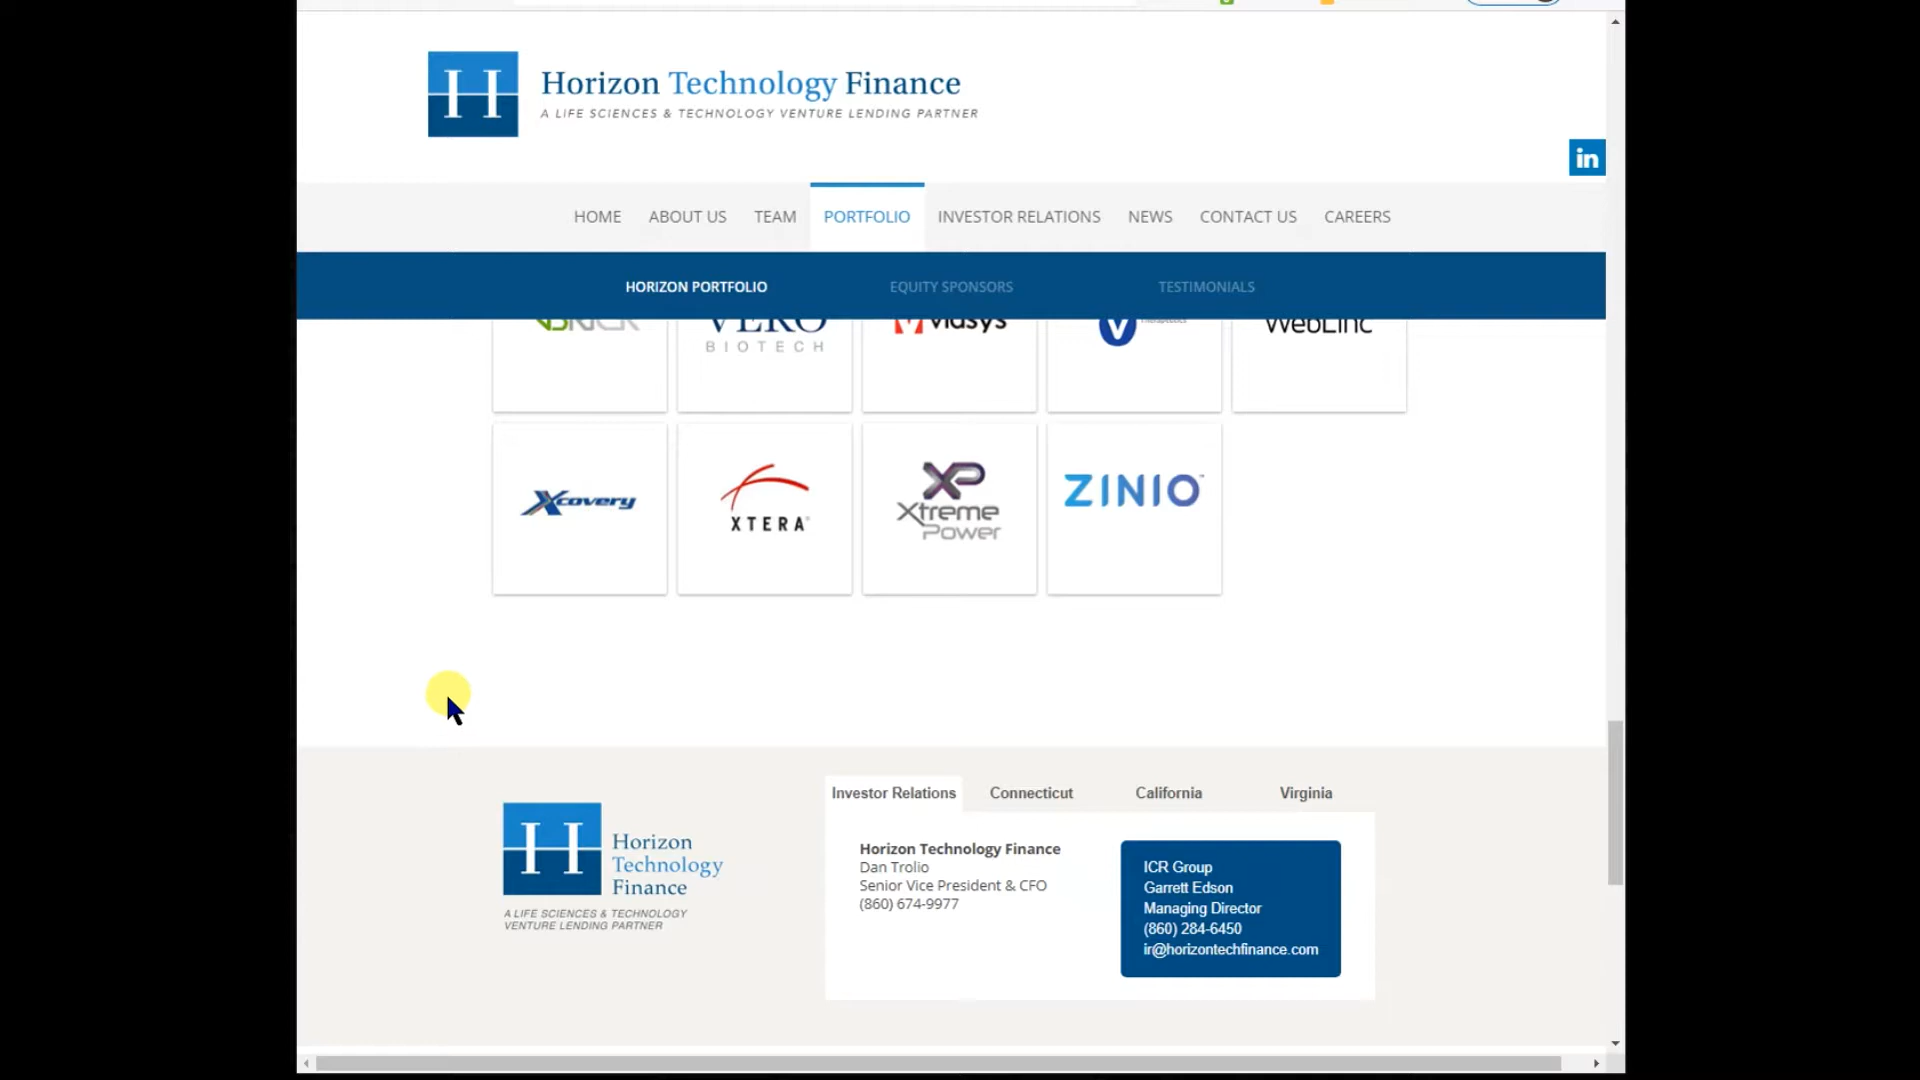 H
Horizon Technology Finance
A LIFE SCIENCES & TECHNOLOGY VENTURE LENDING PARTNER
in
HOME ABOUT US TEAM PORTFOLIO INVESTOR RELATIONS NEWS CONTACT US CAREERS
HORIZON PORTFOLIO EQUITY SPONSORS TESTIMONIALS
VERO viasys V WebLinc
BIOTECH
Xcovery XTERA XP Xtreme Power ZINIO
Investor Relations Connecticut California Virginia
H Horizon
Technology
Finance
A LIFE SCIENCES & TECHNOLOGY
VENTURE LENDING PARTNER
Horizon Technology Finance
Dan Trolio
Senior Vice President & CFO
(860) 674-9977
ICR Group
Garrett Edson
Managing Director
(860) 284-6450
ir@horizontechfinance.com